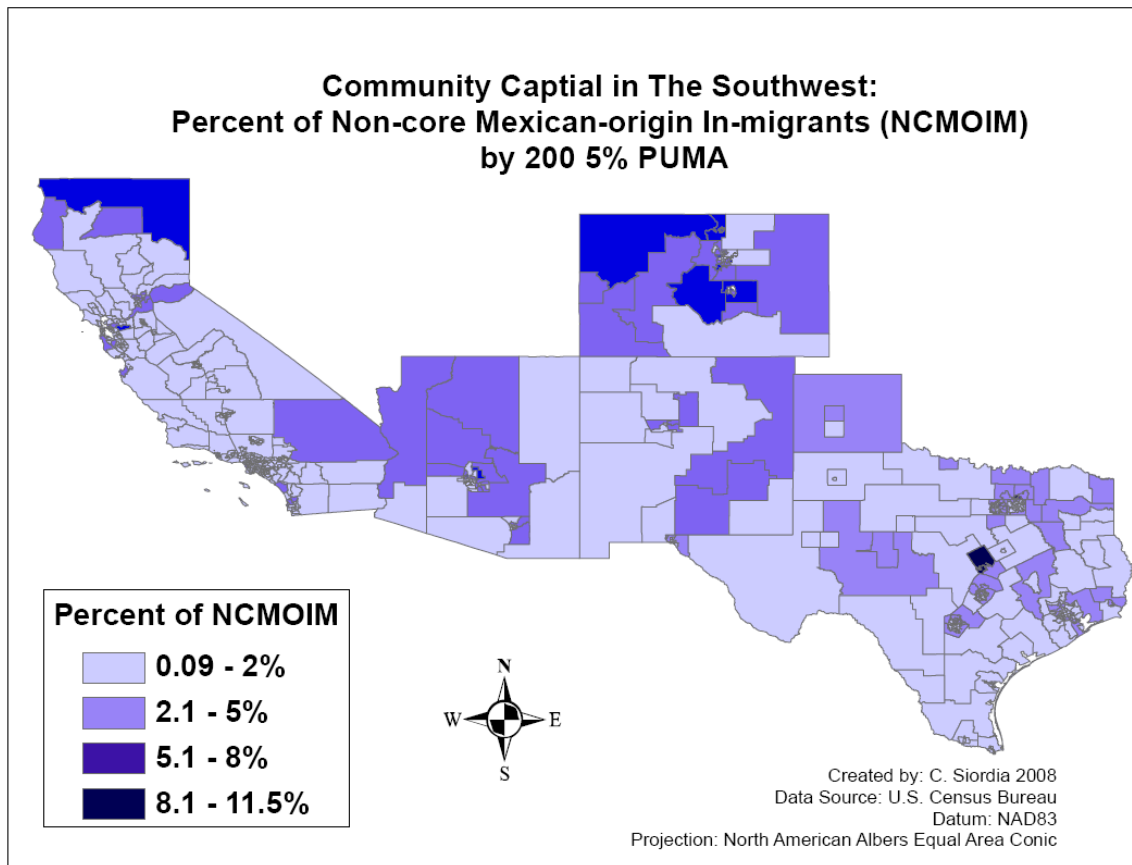 Community Captial in The Southwest:
Percent of Non-core Mexican-origin In-migrants (NCMOIM)
by 200 5% PUMA
Percent of NCMOIM
0.09 - 2%
2.1 - 5%
5.1 - 8%
8.1 - 11.5%
N
W E
S
Created by: C. Siordia 2008
Data Source: U.S. Census Bureau
Datum: NAD83
Projection: North American Albers Equal Area Conic